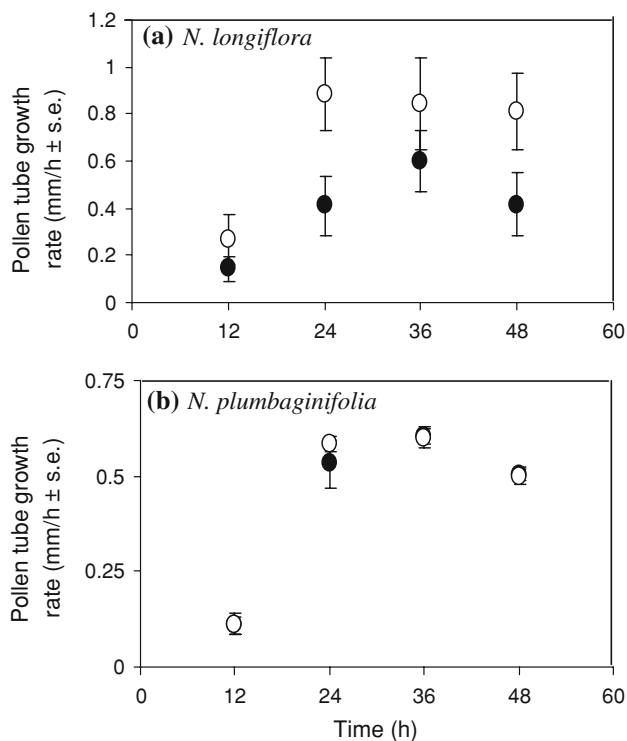 (a) N. longiflora
Pollen tube growth
rate (mm/h ± s.e.)
1.2
1
0.8
0.6
0.4
0.2
0
0 12 24 36 48 60
(b) N. plumbaginifolia
Pollen tube growth
rate (mm/h ± s.e.)
0.75
0.5
0.25
0
0 12 24 36 48 60
Time (h)